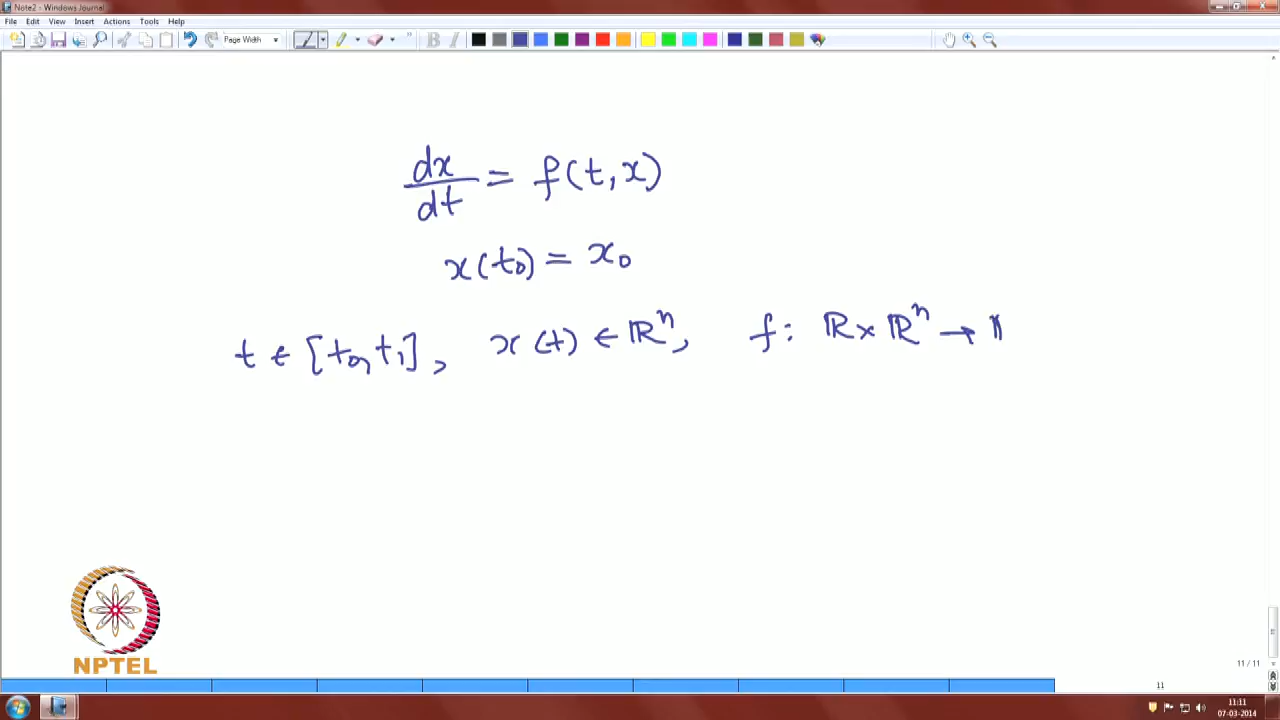 Note2 - Windows Journal
File Edit View Insert Actions Tools Help
Page Width
B I
dx/dt = f(t, x)
x(t₀) = x₀
t ∈ [t₀, t₁], x(t) ∈ ℝⁿ, f: ℝ × ℝⁿ →
NPTEL
11 / 11
11
11:11
07-03-2014